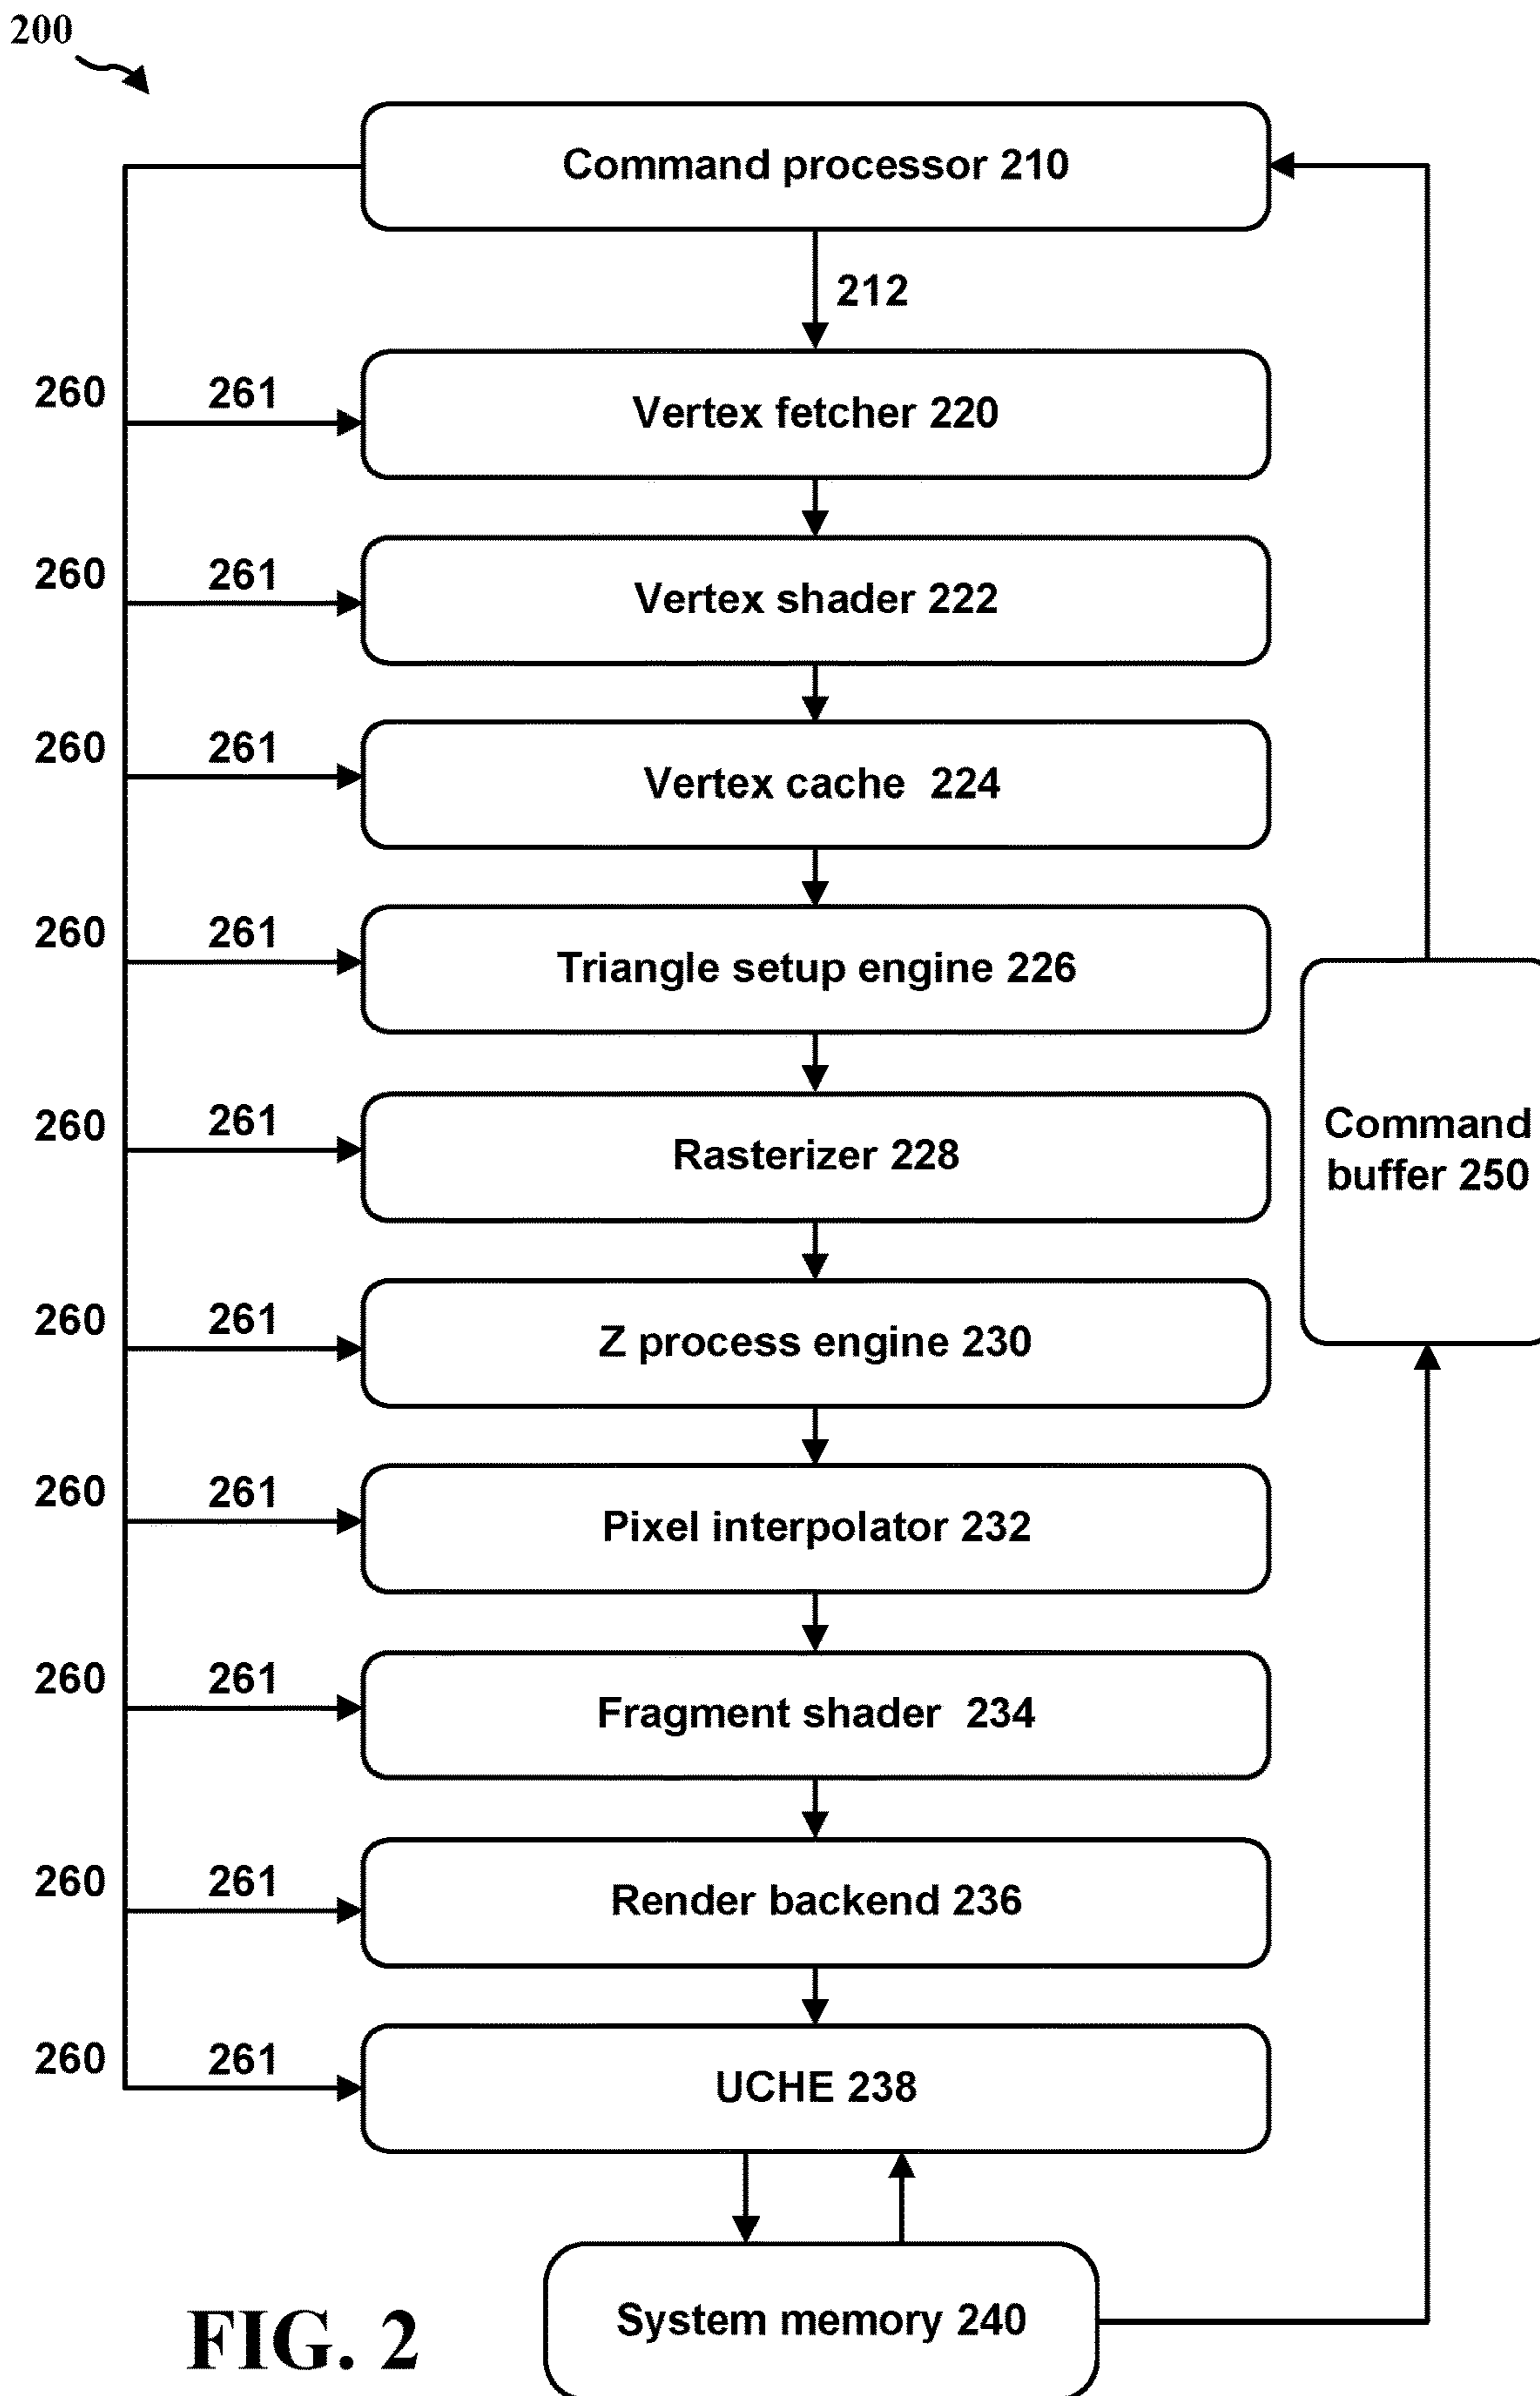 200
Command processor 210
212
260 261 Vertex fetcher 220
260 261 Vertex shader 222
260 261 Vertex cache 224
260 261 Triangle setup engine 226
Command
buffer 250
260 261 Rasterizer 228
260 261 Z process engine 230
260 261 Pixel interpolator 232
260 261 Fragment shader 234
260 261 Render backend 236
260 261 UCHE 238
System memory 240
FIG. 2